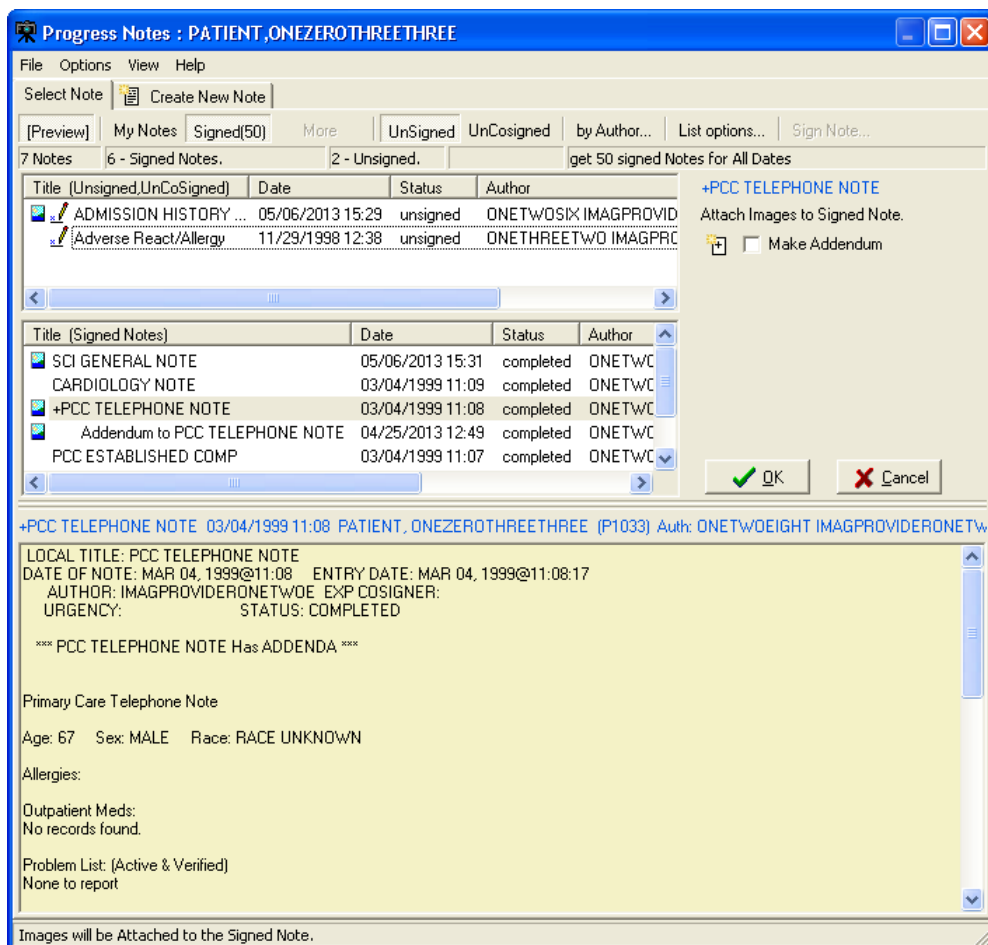 Progress Notes : PATIENT,ONEZEROTHREETHREE
File Options View Help
Select Note Create New Note
[Preview] My Notes Signed(50) More UnSigned UnCosigned by Author... List options... Sign Note...
7 Notes 6 - Signed Notes. 2 - Unsigned. get 50 signed Notes for All Dates
Title (Unsigned,UnCoSigned) Date Status Author
ADMISSION HISTORY ... 05/06/2013 15:29 unsigned ONETWOSIX IMAGPROVID
Adverse React/Allergy 11/29/1998 12:38 unsigned ONETHREETWO IMAGPRO
+PCC TELEPHONE NOTE
Attach Images to Signed Note.
Make Addendum
Title (Signed Notes) Date Status Author
SCI GENERAL NOTE 05/06/2013 15:31 completed ONETWO
CARDIOLOGY NOTE 03/04/1999 11:09 completed ONETWO
+PCC TELEPHONE NOTE 03/04/1999 11:08 completed ONETWO
Addendum to PCC TELEPHONE NOTE 04/25/2013 12:49 completed ONETWO
PCC ESTABLISHED COMP 03/04/1999 11:07 completed ONETWO
OK Cancel
+PCC TELEPHONE NOTE 03/04/1999 11:08 PATIENT, ONEZEROTHREETHREE (P1033) Auth: ONETWOEIGHT IMAGPROVIDERONETW
LOCAL TITLE: PCC TELEPHONE NOTE
DATE OF NOTE: MAR 04, 1999@11:08 ENTRY DATE: MAR 04, 1999@11:08:17
AUTHOR: IMAGPROVIDERONETWOE EXP COSIGNER:
URGENCY: STATUS: COMPLETED
*** PCC TELEPHONE NOTE Has ADDENDA ***
Primary Care Telephone Note
Age: 67 Sex: MALE Race: RACE UNKNOWN
Allergies:
Outpatient Meds:
No records found.
Problem List: (Active & Verified)
None to report
Images will be Attached to the Signed Note.